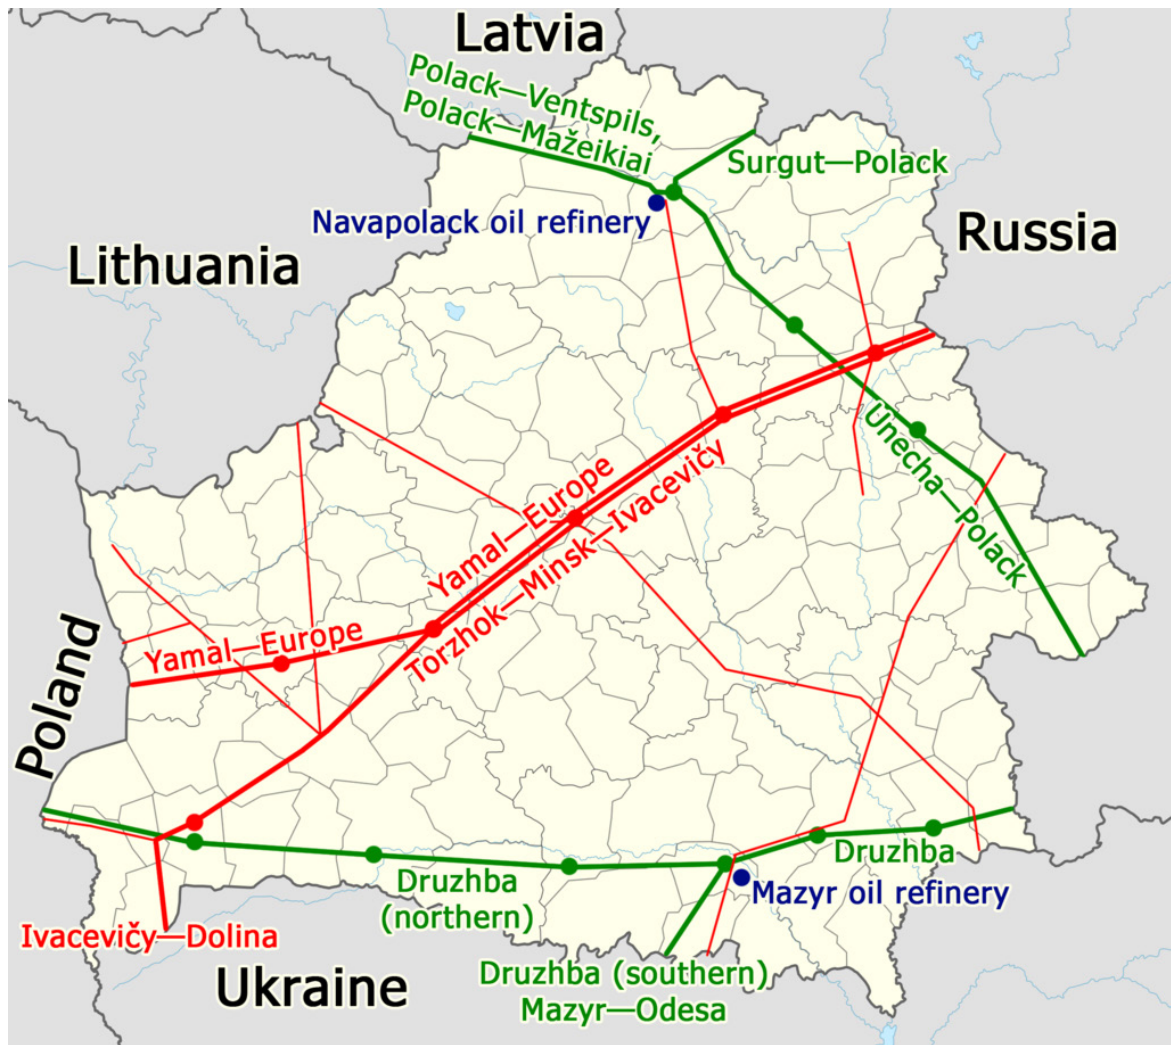 Latvia
Polack—Ventspils,
Polack—Mažeikiai
Surgut—Polack
Navapolack oil refinery
Russia
Lithuania
Unecha—Polack
Yamal—Europe
Torzhok—Minsk—Ivacevičy
Yamal—Europe
Poland
Druzhba
Druzhba
(northern)
Mazyr oil refinery
Ivacevičy—Dolina
Ukraine
Druzhba (southern)
Mazyr—Odesa